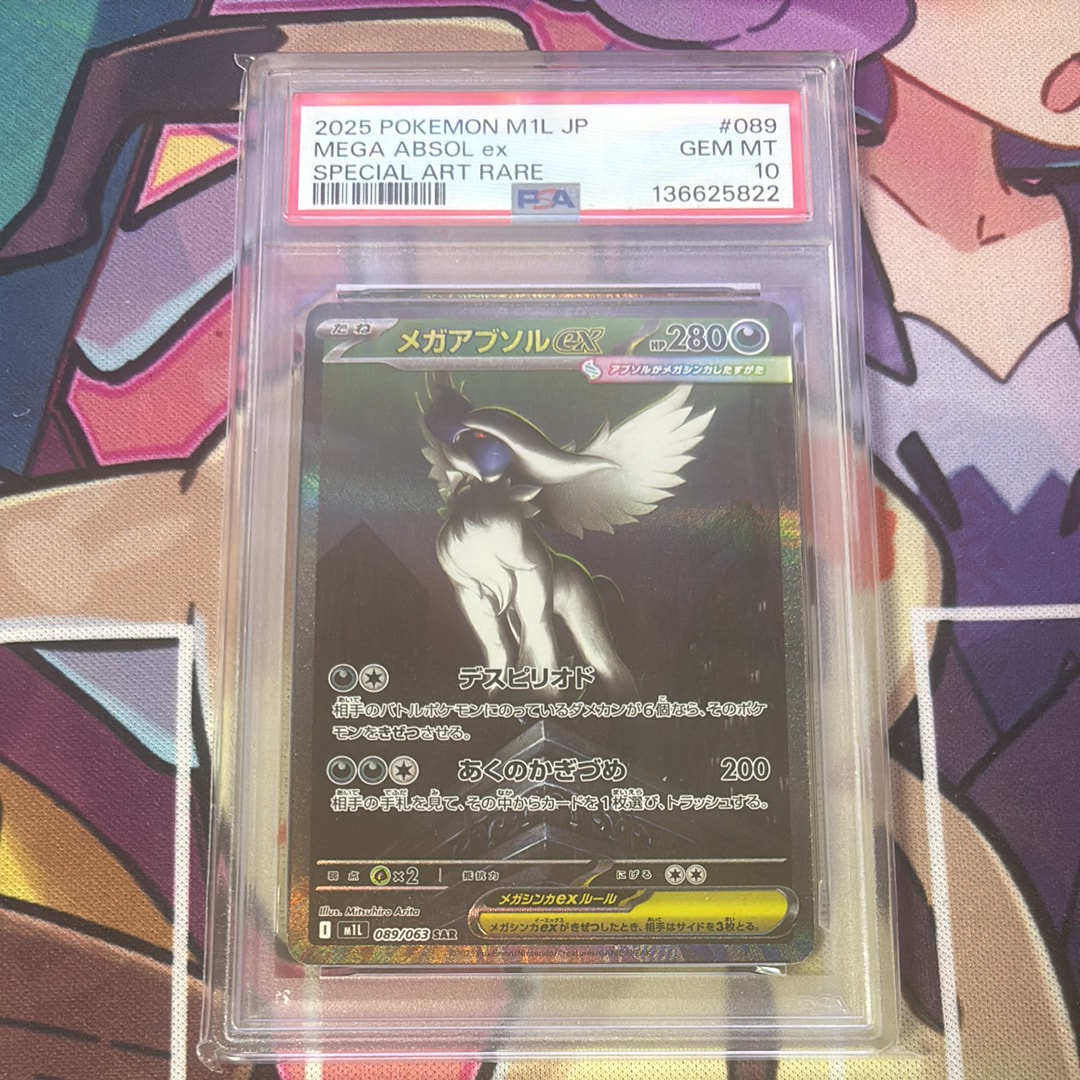 2025 POKEMON M1L JP #089
MEGA ABSOL ex GEM MT
SPECIAL ART RARE 10
PSA 136625822
たね メガアブソルex HP280
アブソルがメガシンカしたすがた
デスピリオド
相手のバトルポケモンにのっているダメカンが6個なら、そのポケ
モンをきぜつさせる。
あくのかぎづめ 200
相手の手札を見て、その中からカードを1枚選び、トラッシュする。
弱点 ×2 抵抗力 にげる
メガシンカexルール
メガシンカexがきぜつしたとき、相手はサイドを3枚とる。
Illus. Mitsuhiro Arita
M1L 089/063 SAR